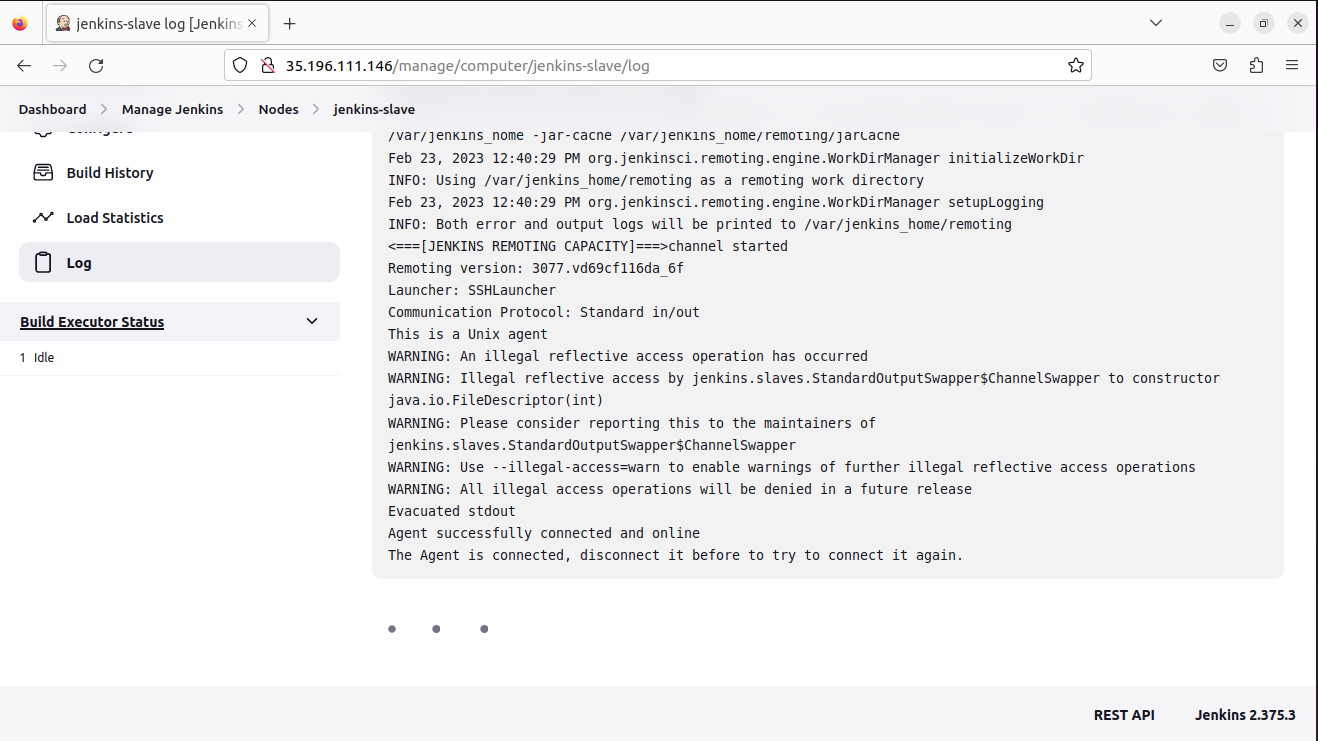 jenkins-slave log [Jenkins
35.196.111.146/manage/computer/jenkins-slave/log
Dashboard
Manage Jenkins
Nodes
jenkins-slave
Configure
Build History
Load Statistics
Log
Build Executor Status
1 Idle
/var/jenkins_home -jar-cache /var/jenkins_home/remoting/jarCache
Feb 23, 2023 12:40:29 PM org.jenkinsci.remoting.engine.WorkDirManager initializeWorkDir
INFO: Using /var/jenkins_home/remoting as a remoting work directory
Feb 23, 2023 12:40:29 PM org.jenkinsci.remoting.engine.WorkDirManager setupLogging
INFO: Both error and output logs will be printed to /var/jenkins_home/remoting
<===[JENKINS REMOTING CAPACITY]===>channel started
Remoting version: 3077.vd69cf116da_6f
Launcher: SSHLauncher
Communication Protocol: Standard in/out
This is a Unix agent
WARNING: An illegal reflective access operation has occurred
WARNING: Illegal reflective access by jenkins.slaves.StandardOutputSwapper$ChannelSwapper to constructor
java.io.FileDescriptor(int)
WARNING: Please consider reporting this to the maintainers of
jenkins.slaves.StandardOutputSwapper$ChannelSwapper
WARNING: Use --illegal-access=warn to enable warnings of further illegal reflective access operations
WARNING: All illegal access operations will be denied in a future release
Evacuated stdout
Agent successfully connected and online
The Agent is connected, disconnect it before to try to connect it again.
REST API
Jenkins 2.375.3